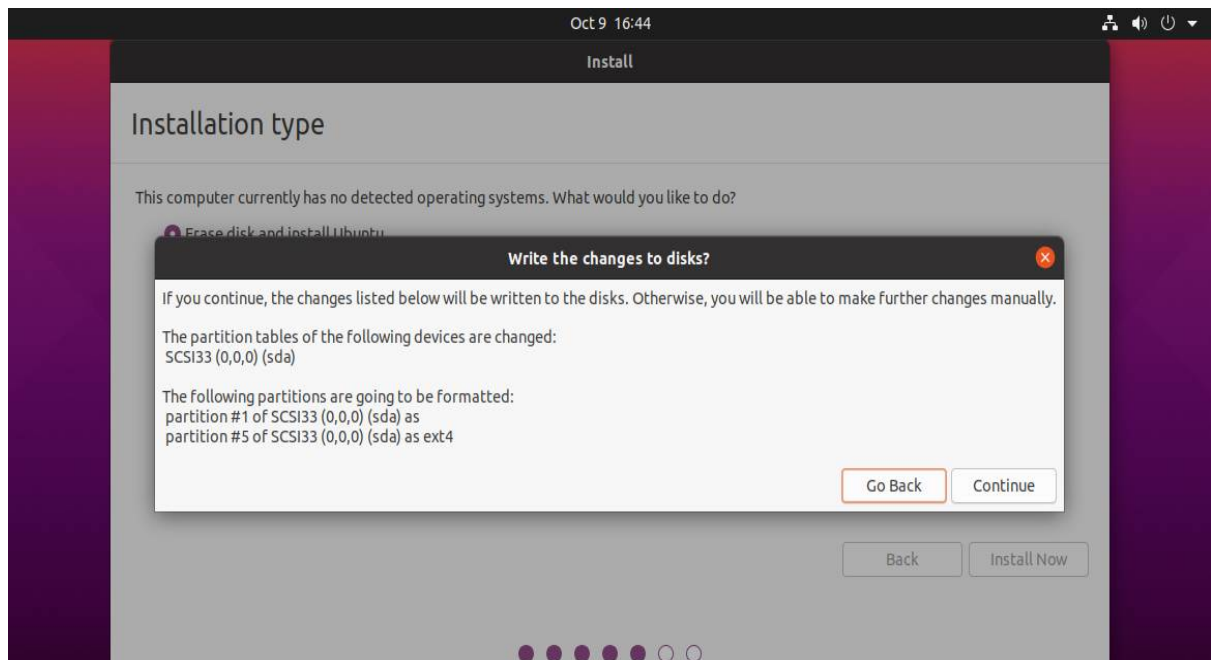 Oct 9 16:44
Install
Installation type
This computer currently has no detected operating systems. What would you like to do?
Erase disk and install Ubuntu
Write the changes to disks?
If you continue, the changes listed below will be written to the disks. Otherwise, you will be able to make further changes manually.
The partition tables of the following devices are changed:
SCSI33 (0,0,0) (sda)
The following partitions are going to be formatted:
partition #1 of SCSI33 (0,0,0) (sda) as
partition #5 of SCSI33 (0,0,0) (sda) as ext4
Go Back Continue
Back Install Now